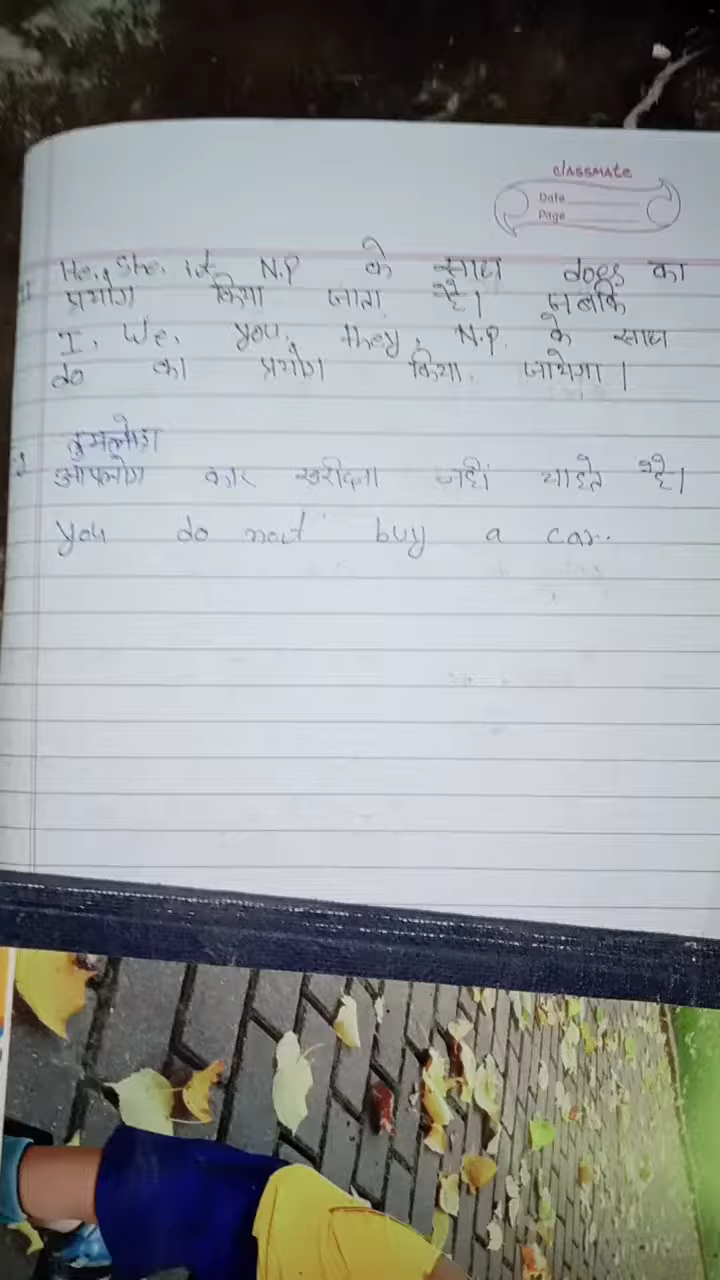 classmate
Date
Page
He, She, it, N.P के साथ does का
प्रयोग किया जाता है। जबकि
I, We, you, they, N.P. के साथ
do का प्रयोग किया जायेगा।
तुमलोग
आपलोग कार खरीदना नहीं चाहते है।
you do not buy a car.